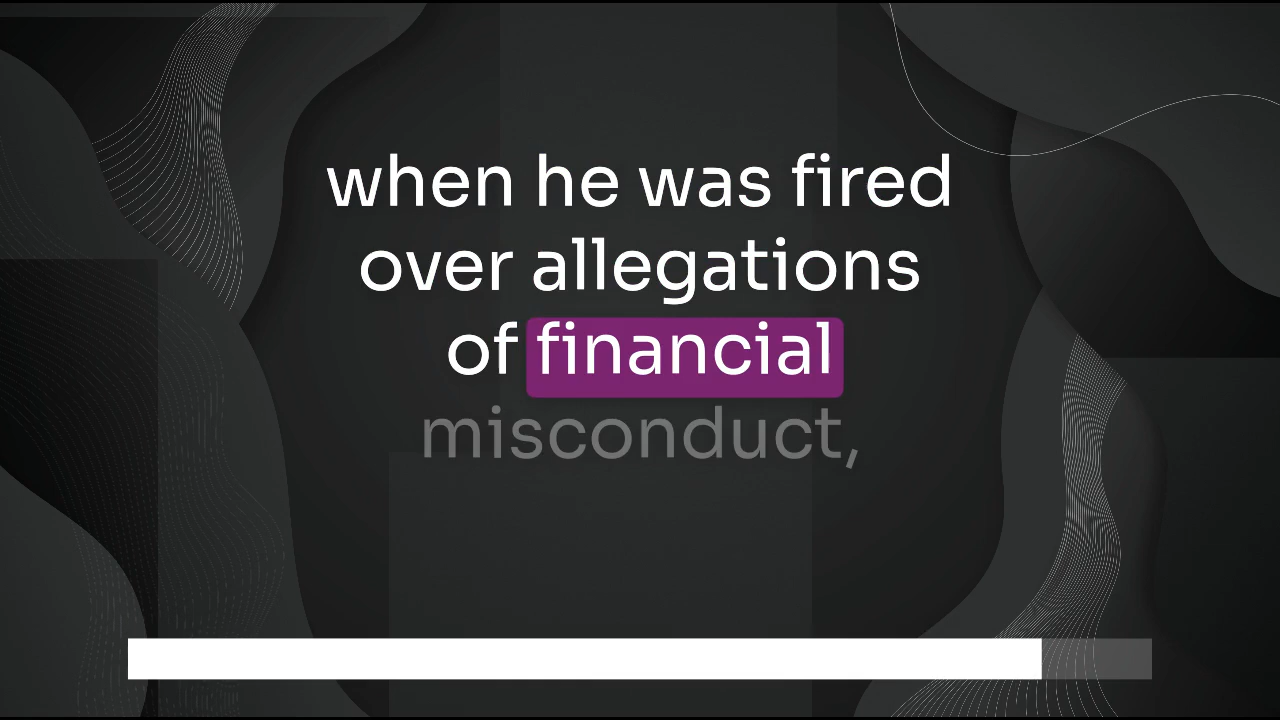 when he was fired
over allegations
of financial
misconduct,